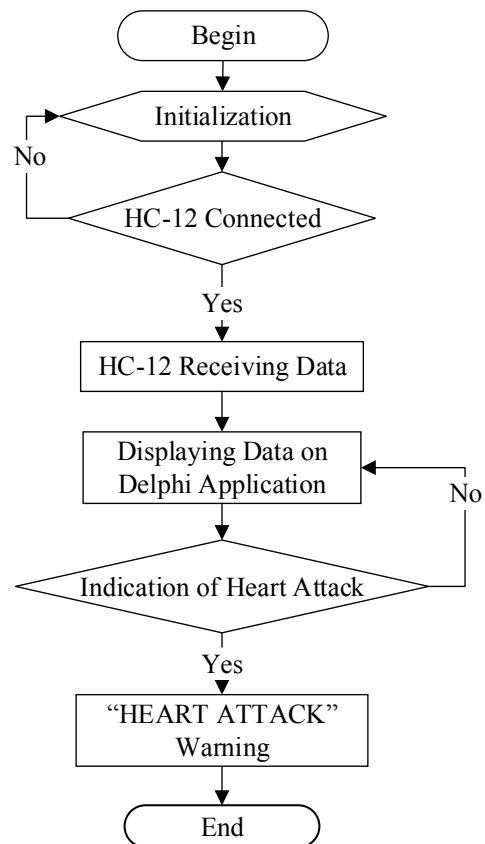 Begin
Initialization
No
HC-12 Connected
Yes
HC-12 Receiving Data
Displaying Data on
Delphi Application
No
Indication of Heart Attack
Yes
“HEART ATTACK”
Warning
End